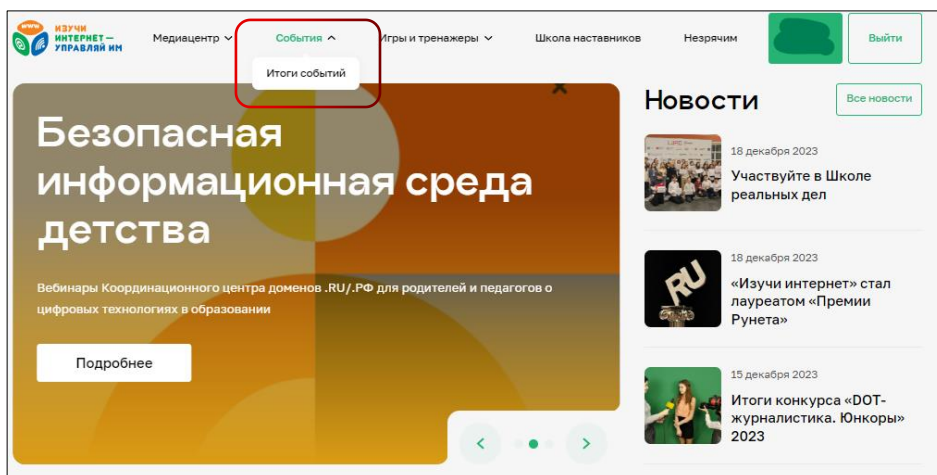 ИЗУЧИ
ИНТЕРНЕТ—
УПРАВЛЯЙ ИМ
Медиацентр
События
Игры и тренажеры
Школа наставников
Незрячим
Выйти
Итоги событий
Безопасная
информационная среда
детства
Вебинары Координационного центра доменов .RU/.РФ для родителей и педагогов о
цифровых технологиях в образовании
Подробнее
Новости
Все новости
18 декабря 2023
Участвуйте в Школе
реальных дел
18 декабря 2023
RU
«Изучи интернет» стал
лауреатом «Премии
Рунета»
15 декабря 2023
Итоги конкурса «DOT-
журналистика. Юнкоры»
2023